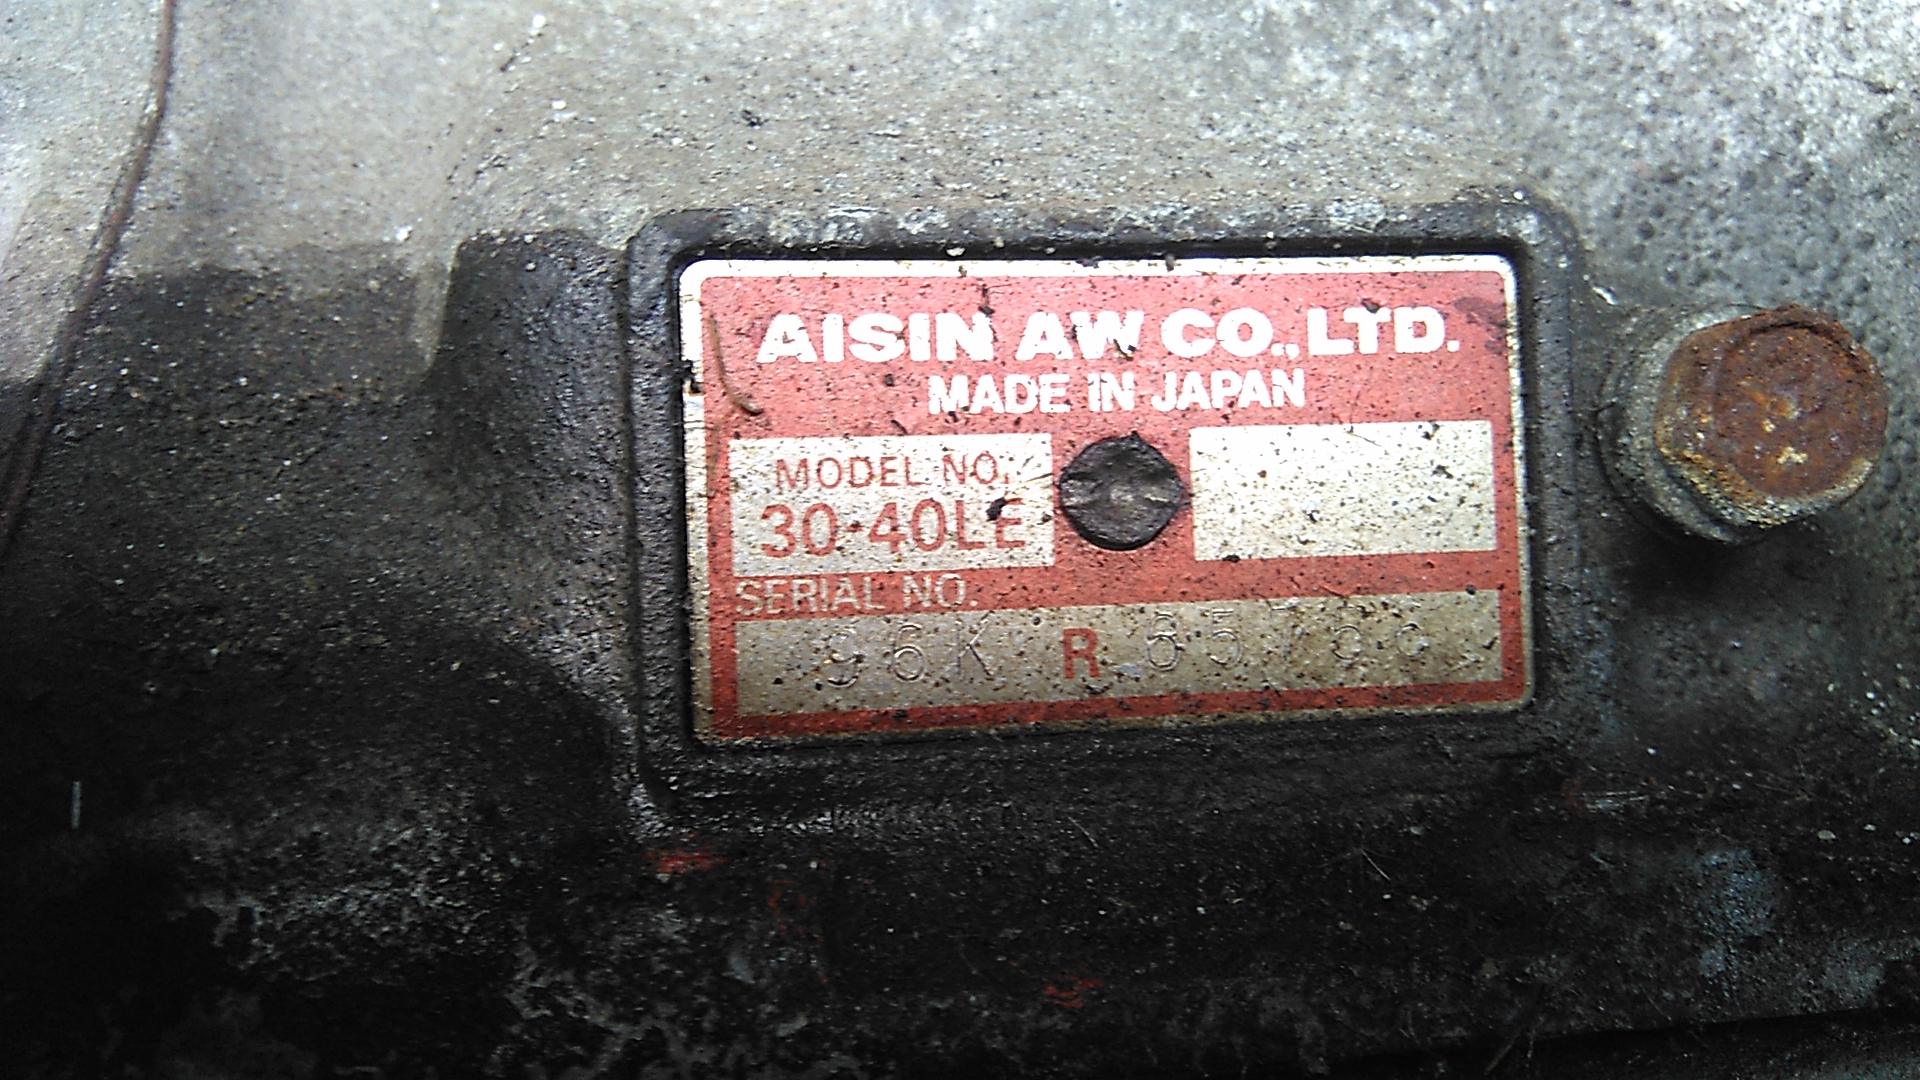 AISIN AW CO., LTD.
MADE IN JAPAN
MODEL NO.
30-40LE
SERIAL NO.
96K R